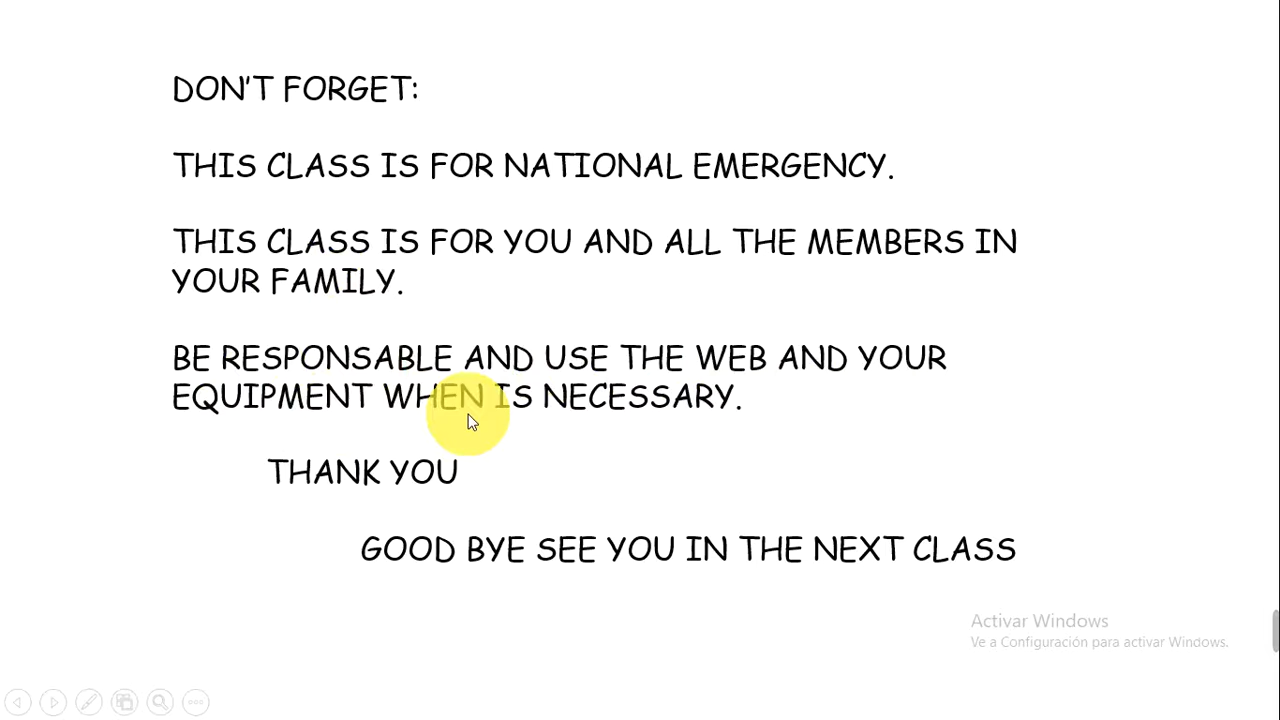 DON'T FORGET:
THIS CLASS IS FOR NATIONAL EMERGENCY.
THIS CLASS IS FOR YOU AND ALL THE MEMBERS IN
YOUR FAMILY.
BE RESPONSABLE AND USE THE WEB AND YOUR
EQUIPMENT WHEN IS NECESSARY.
THANK YOU
GOOD BYE SEE YOU IN THE NEXT CLASS
Activar Windows
Ve a Configuración para activar Windows.